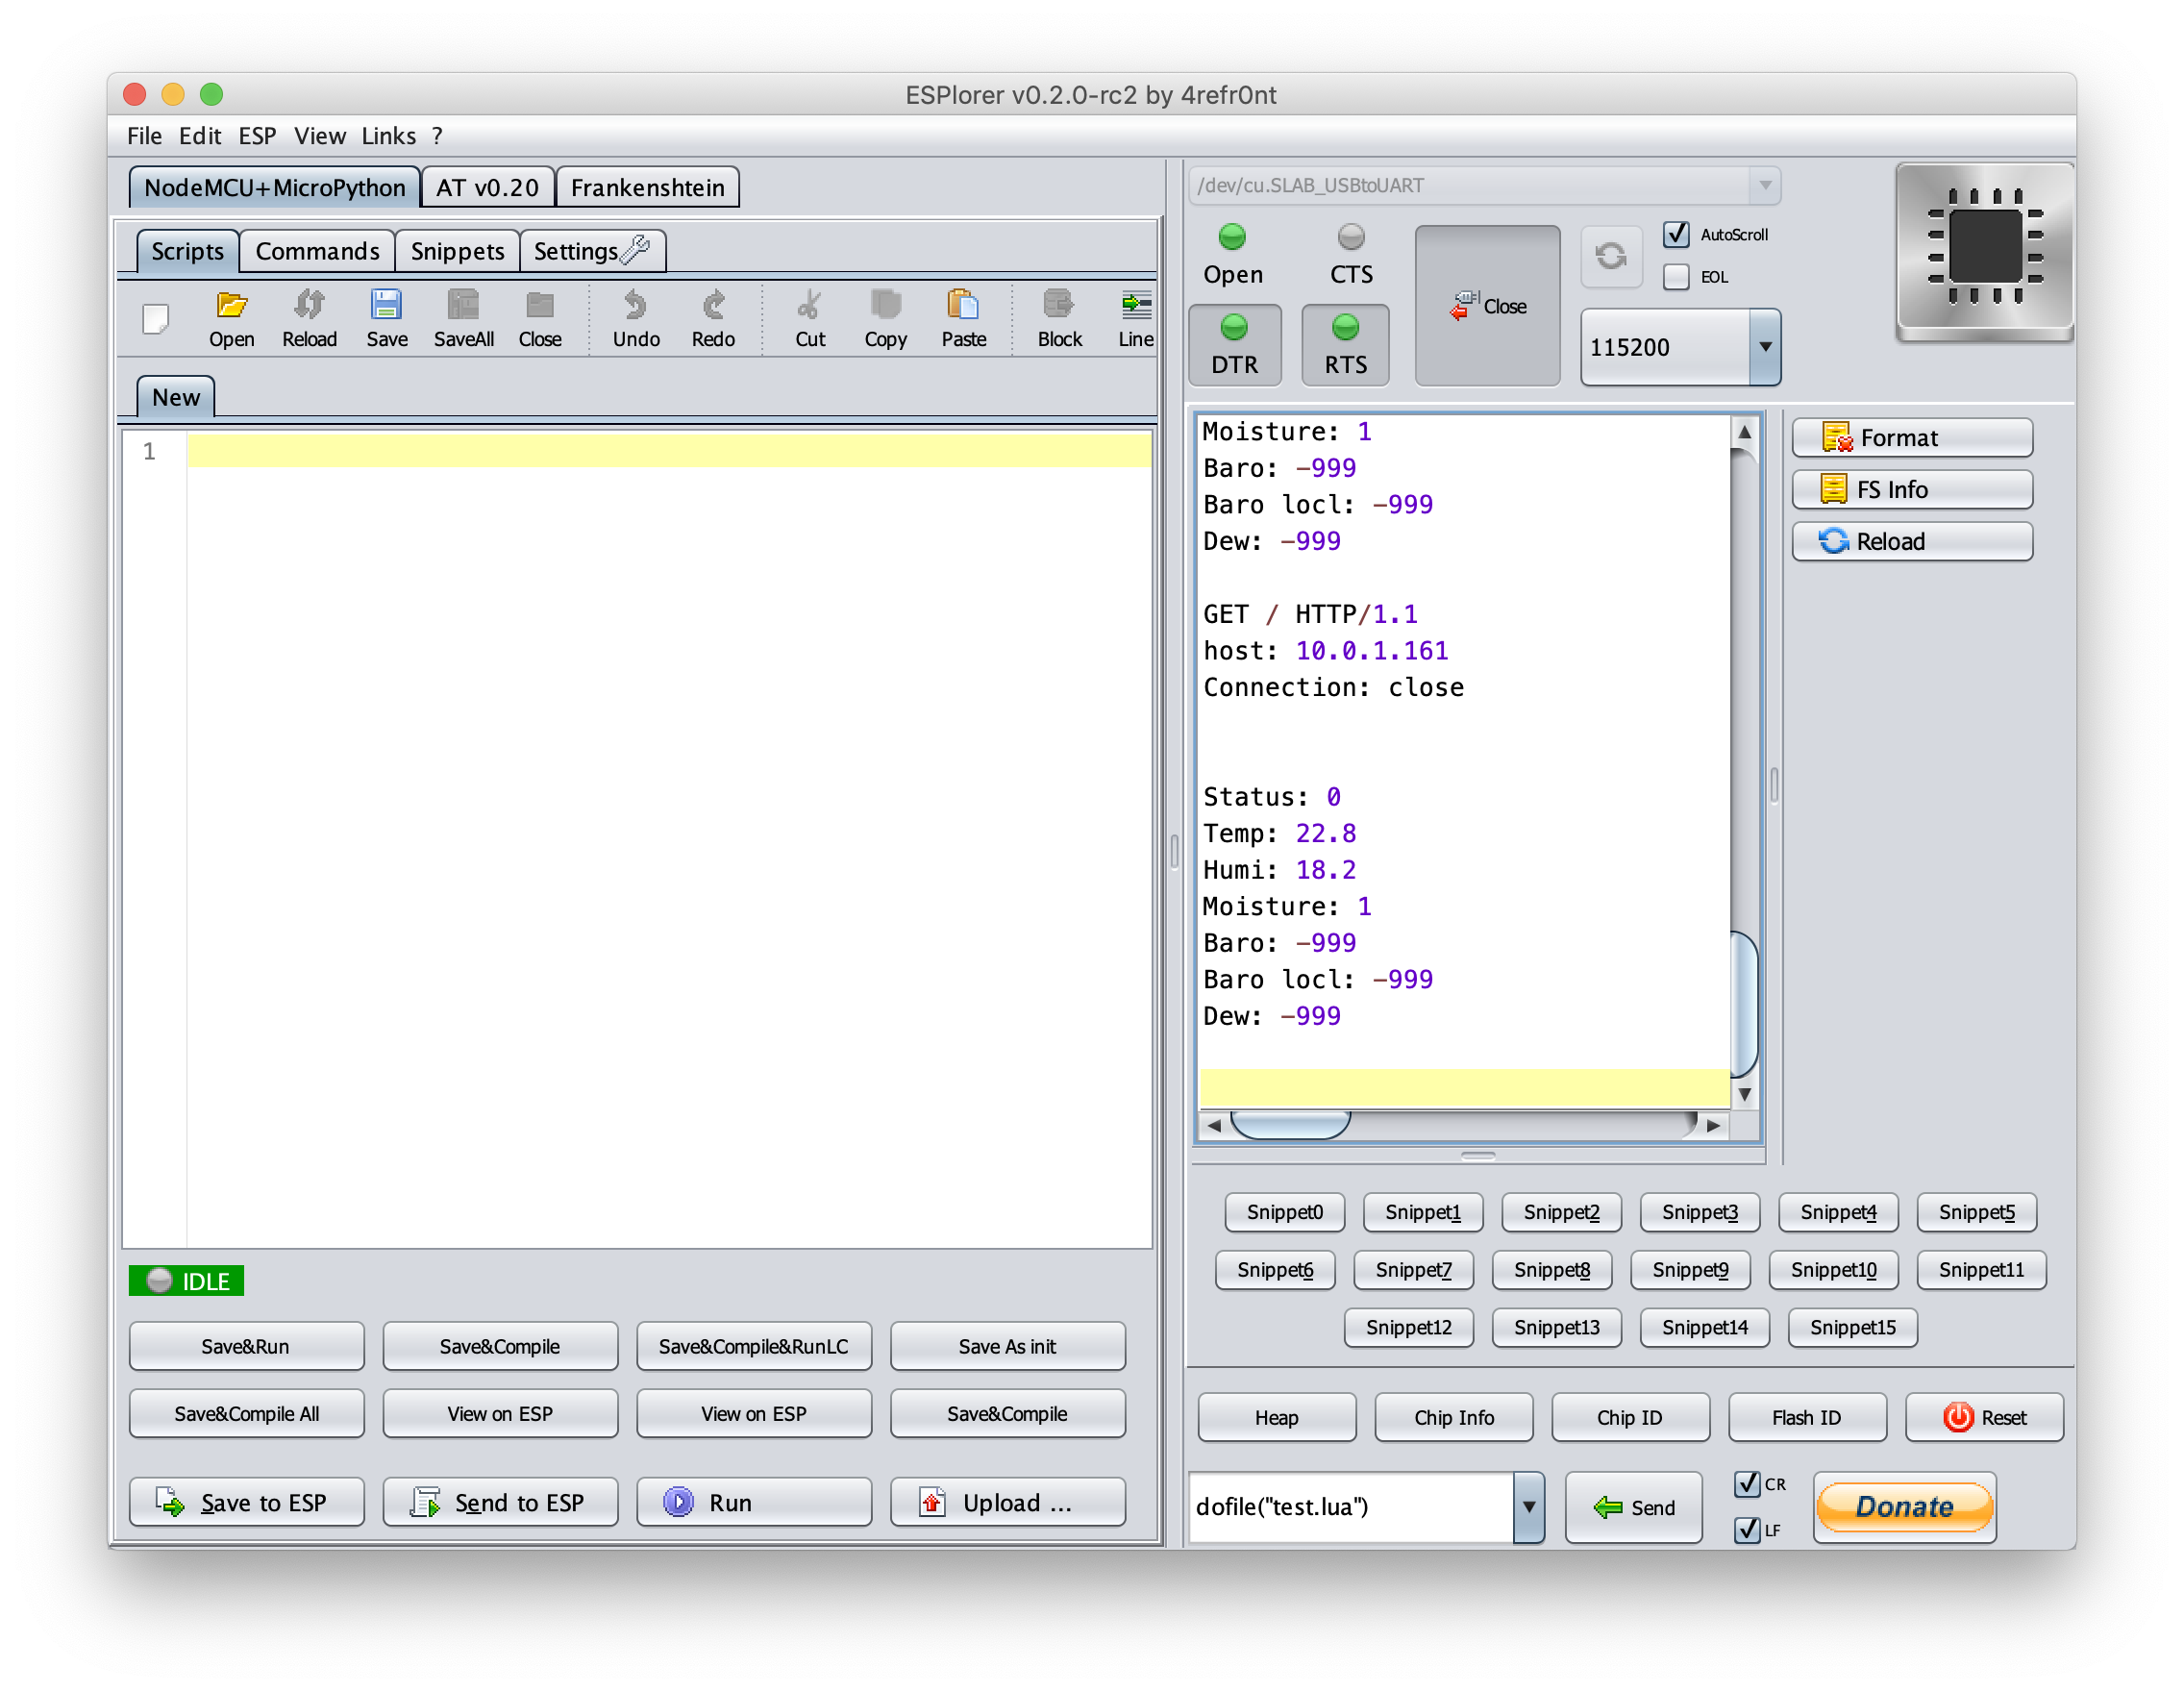 ESPlorer v0.2.0-rc2 by 4refr0nt
File Edit ESP View Links ?
NodeMCU+MicroPython AT v0.20 Frankenshtein
Scripts Commands Snippets Settings
Open Reload Save SaveAll Close Undo Redo Cut Copy Paste Block Line
New
1
IDLE
Save&Run Save&Compile Save&Compile&RunLC Save As init
Save&Compile All View on ESP View on ESP Save&Compile
Save to ESP Send to ESP Run Upload ...
/dev/cu.SLAB_USBtoUART
Open CTS Close AutoScroll
EOL
DTR RTS 115200
Moisture: 1
Baro: -999
Baro locl: -999
Dew: -999
GET / HTTP/1.1
host: 10.0.1.161
Connection: close
Status: 0
Temp: 22.8
Humi: 18.2
Moisture: 1
Baro: -999
Baro locl: -999
Dew: -999
Format
FS Info
Reload
Snippet0 Snippet1 Snippet2 Snippet3 Snippet4 Snippet5
Snippet6 Snippet7 Snippet8 Snippet9 Snippet10 Snippet11
Snippet12 Snippet13 Snippet14 Snippet15
Heap Chip Info Chip ID Flash ID Reset
dofile("test.lua") Send CR Donate
LF